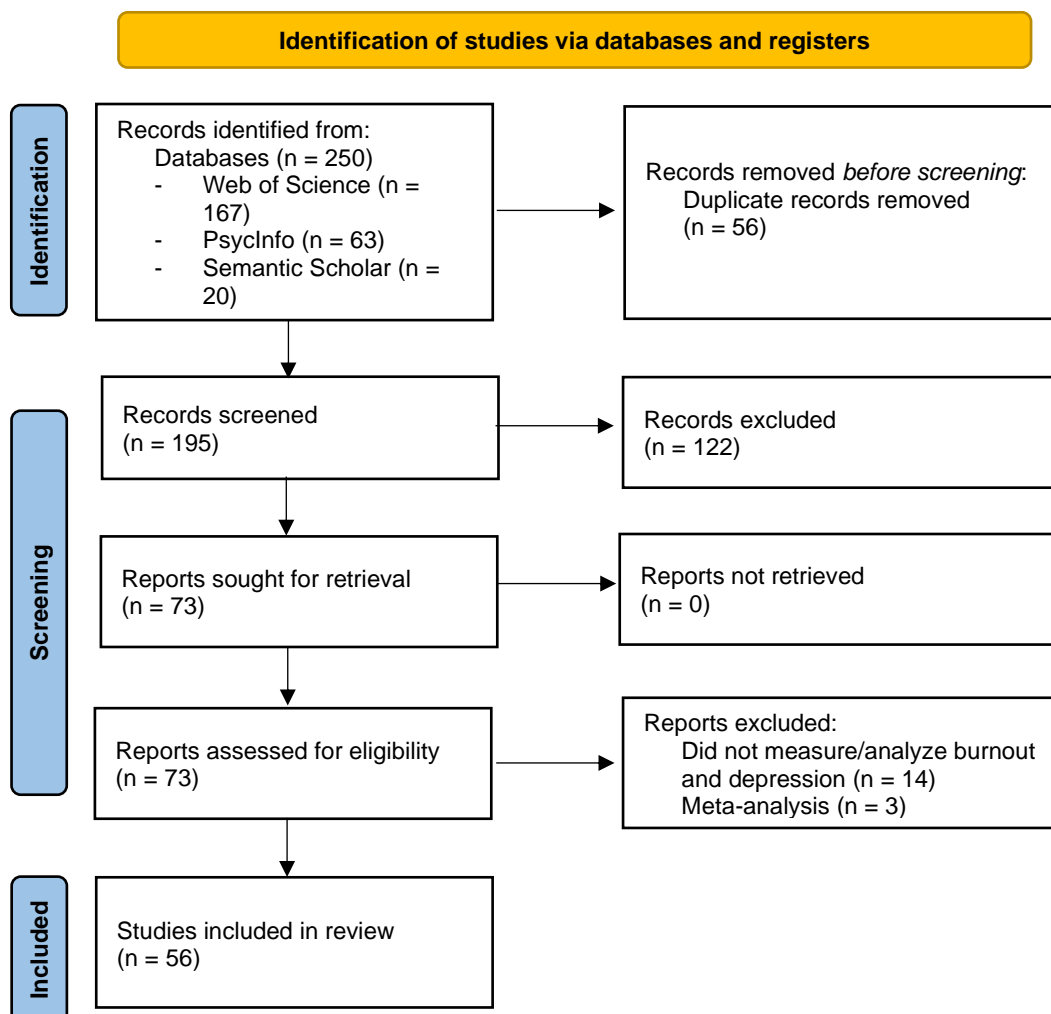 Identification of studies via databases and registers
Identification
Records identified from:
Databases (n = 250)
- Web of Science (n =
167)
- PsycInfo (n = 63)
- Semantic Scholar (n =
20)
Records removed before screening:
Duplicate records removed
(n = 56)
Screening
Records screened
(n = 195)
Records excluded
(n = 122)
Reports sought for retrieval
(n = 73)
Reports not retrieved
(n = 0)
Reports assessed for eligibility
(n = 73)
Reports excluded:
Did not measure/analyze burnout
and depression (n = 14)
Meta-analysis (n = 3)
Included
Studies included in review
(n = 56)